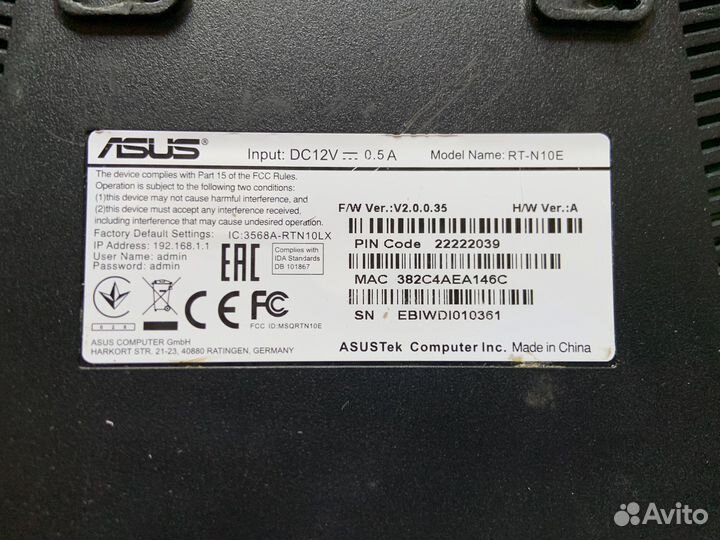 ASUS® Input: DC12V ⎓ 0.5A Model Name: RT-N10E
The device complies with Part 15 of the FCC Rules.
Operation is subject to the following two conditions:
(1)this device may not cause harmful interference, and
(2)this device must accept any interference received,
including interference that may cause undesired operation.
Factory Default Settings: IC:3568A-RTN10LX
IP Address: 192.168.1.1
User Name: admin
Password: admin
EAC
Complies with
IDA Standards
DB 101867
028
CE FC
FCC ID:MSQRTN10E
ASUS COMPUTER GmbH
HARKORT STR. 21-23, 40880 RATINGEN, GERMANY
F/W Ver.:V2.0.0.35 H/W Ver.:A
PIN Code 22222039
MAC 382C4AEA146C
SN EBIWDI010361
ASUSTek Computer Inc. Made in China
Avito